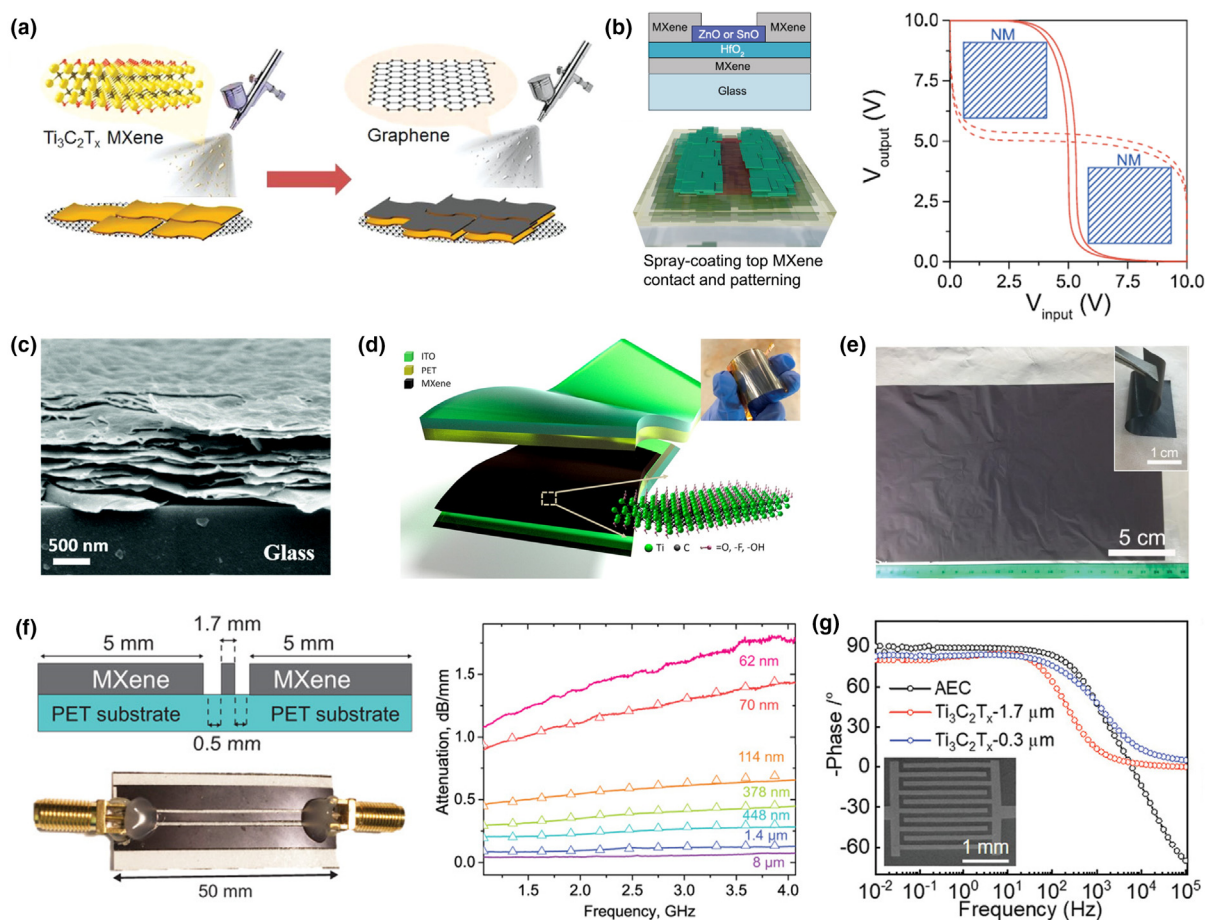 (a)
Ti₃C₂Tₓ MXene
Graphene
(b)
MXene
MXene
ZnO or SnO
HfO₂
MXene
Glass
Spray-coating top MXene
contact and patterning
NM
NM
V_output (V)
10.0
7.5
5.0
2.5
0.0
0.0 2.5 5.0 7.5 10.0
V_input (V)
(c)
500 nm
Glass
(d)
ITO
PET
MXene
Ti C =O, -F, -OH
(e)
1 cm
5 cm
(f)
1.7 mm
5 mm
5 mm
MXene
MXene
PET substrate
PET substrate
0.5 mm
50 mm
Attenuation, dB/mm
1.5
1.0
0.5
0.0
62 nm
70 nm
114 nm
378 nm
448 nm
1.4 μm
8 μm
1.5 2.0 2.5 3.0 3.5 4.0
Frequency, GHz
(g)
-Phase /°
90
60
30
0
-30
-60
AEC
Ti₃C₂Tₓ-1.7 μm
Ti₃C₂Tₓ-0.3 μm
1 mm
10⁻² 10⁻¹ 10⁰ 10¹ 10² 10³ 10⁴ 10⁵
Frequency (Hz)